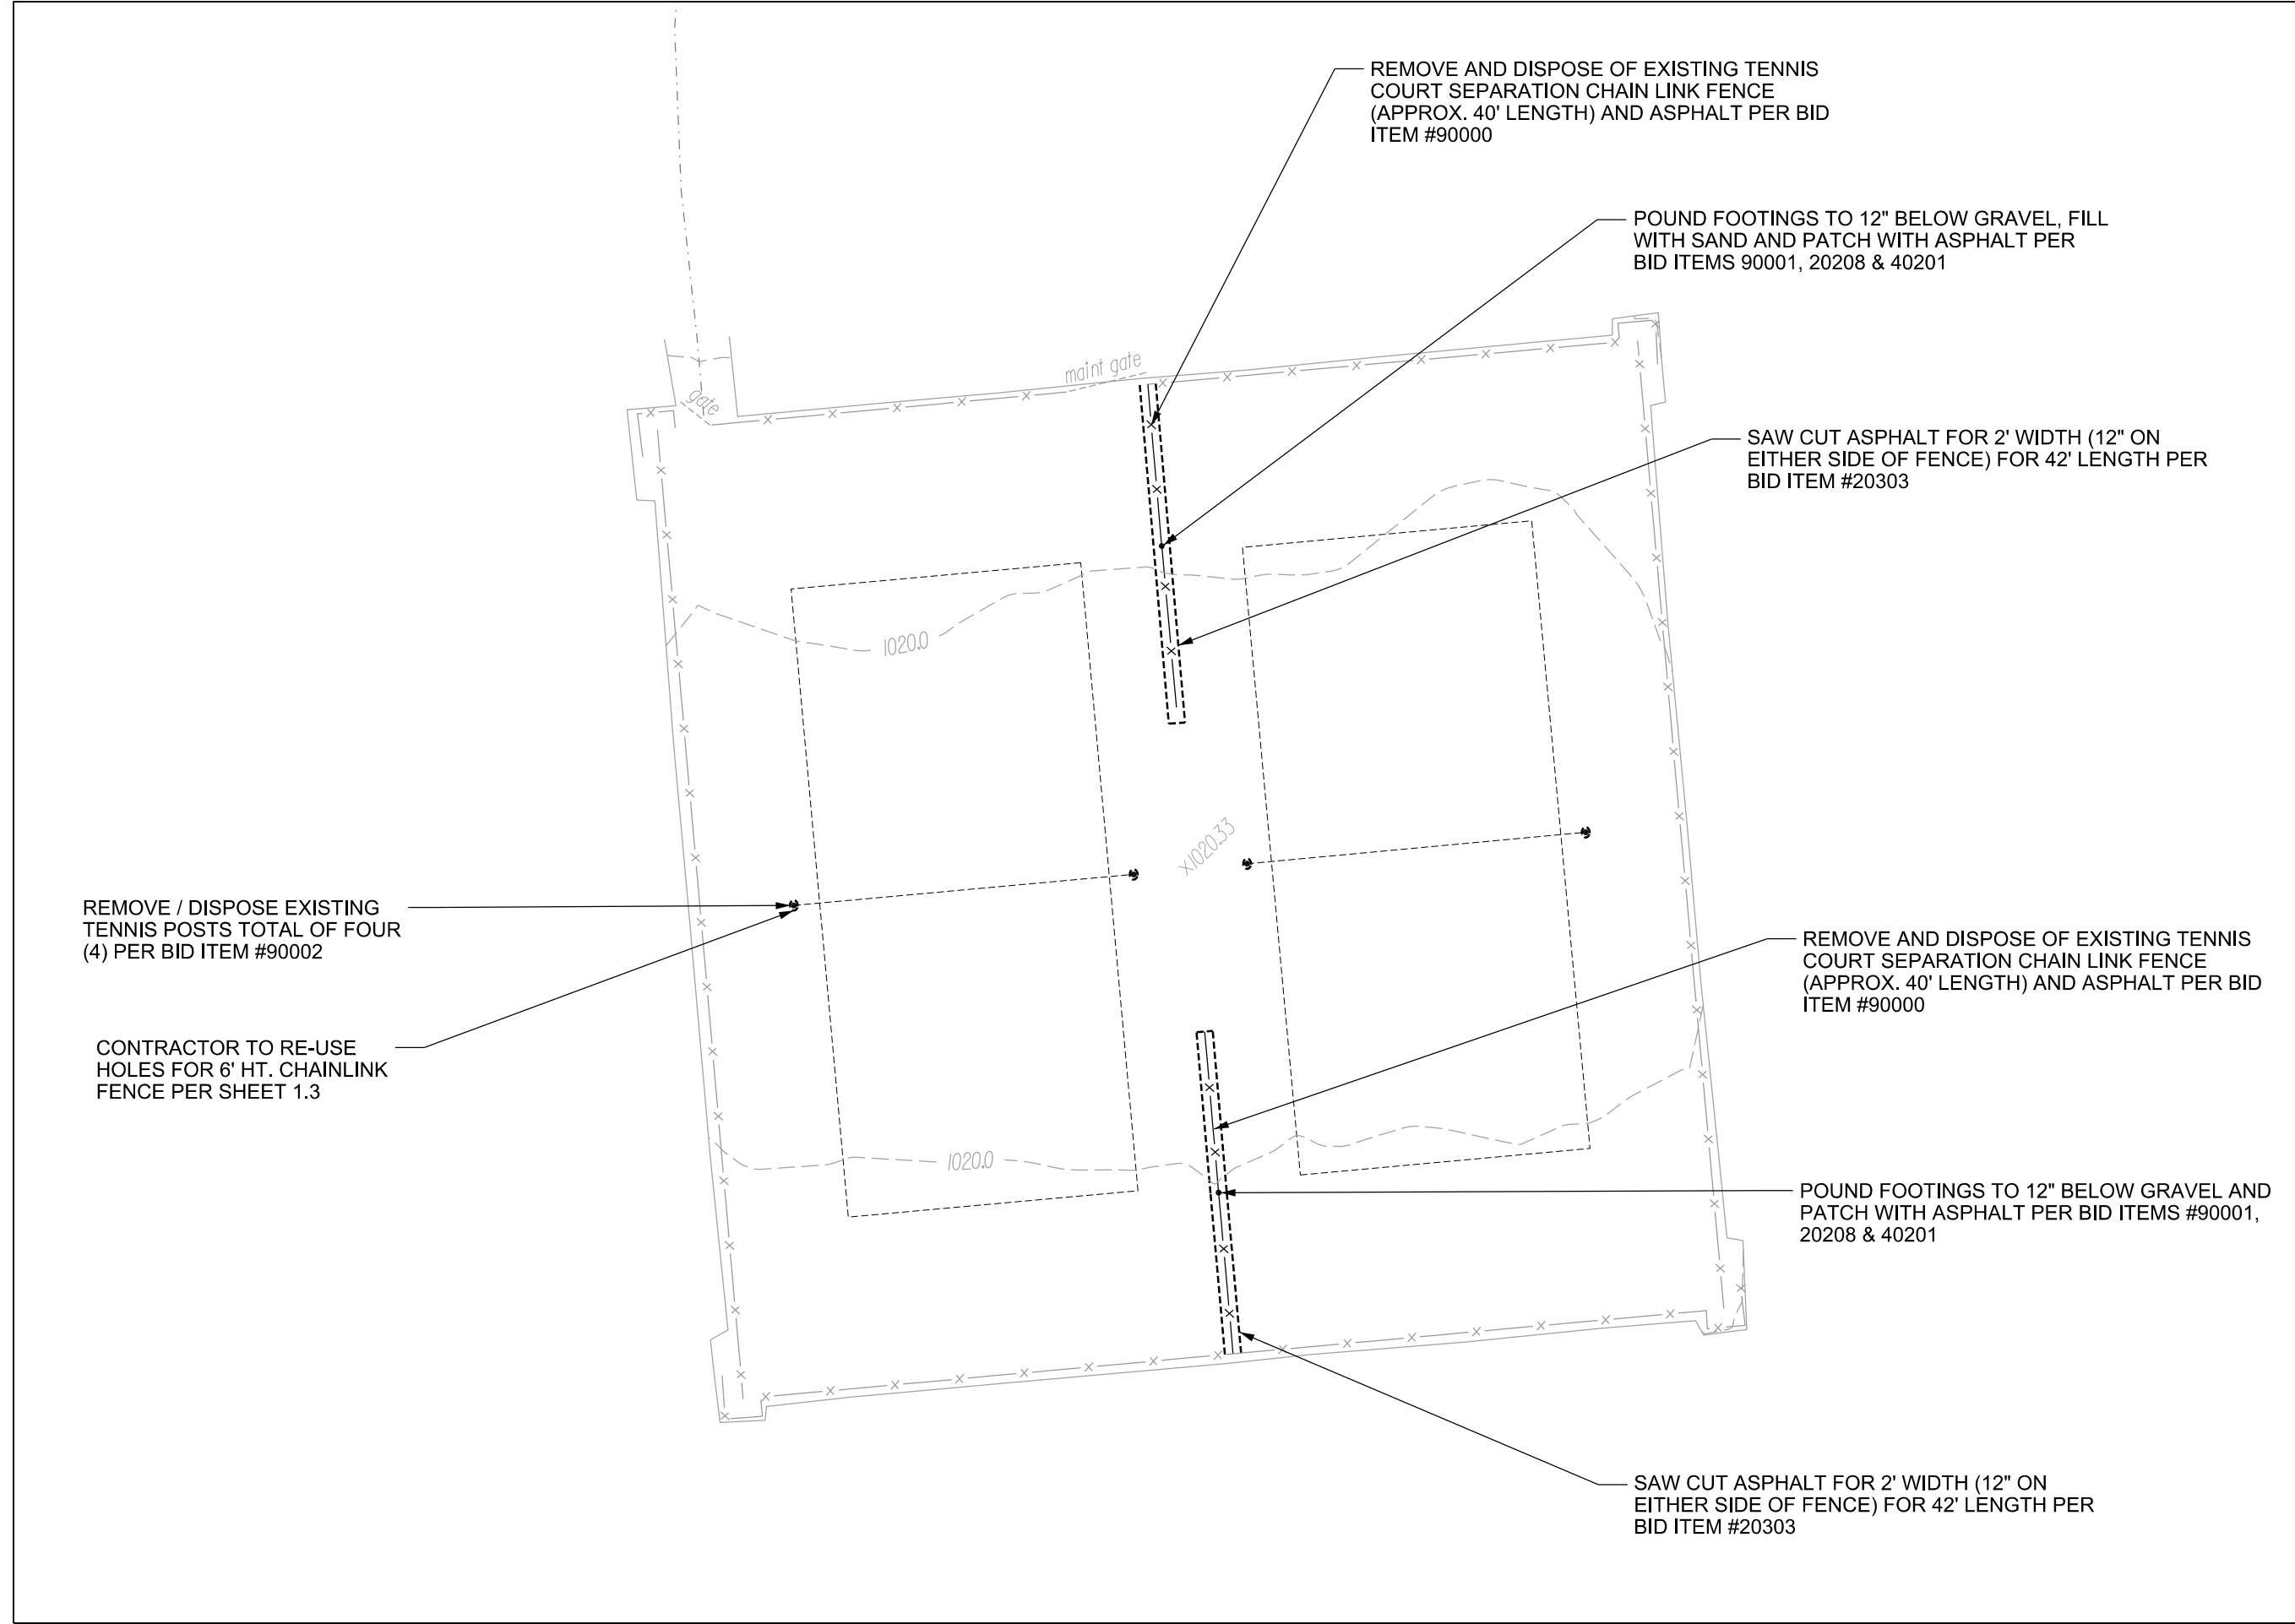 REMOVE AND DISPOSE OF EXISTING TENNIS
COURT SEPARATION CHAIN LINK FENCE
(APPROX. 40' LENGTH) AND ASPHALT PER BID
ITEM #90000
POUND FOOTINGS TO 12" BELOW GRAVEL, FILL
WITH SAND AND PATCH WITH ASPHALT PER
BID ITEMS 90001, 20208 & 40201
maint gate
gate
SAW CUT ASPHALT FOR 2' WIDTH (12" ON
EITHER SIDE OF FENCE) FOR 42' LENGTH PER
BID ITEM #20303
1020.0
X1020.33
REMOVE / DISPOSE EXISTING
TENNIS POSTS TOTAL OF FOUR
(4) PER BID ITEM #90002
CONTRACTOR TO RE-USE
HOLES FOR 6' HT. CHAINLINK
FENCE PER SHEET 1.3
REMOVE AND DISPOSE OF EXISTING TENNIS
COURT SEPARATION CHAIN LINK FENCE
(APPROX. 40' LENGTH) AND ASPHALT PER BID
ITEM #90000
1020.0
POUND FOOTINGS TO 12" BELOW GRAVEL AND
PATCH WITH ASPHALT PER BID ITEMS #90001,
20208 & 40201
SAW CUT ASPHALT FOR 2' WIDTH (12" ON
EITHER SIDE OF FENCE) FOR 42' LENGTH PER
BID ITEM #20303